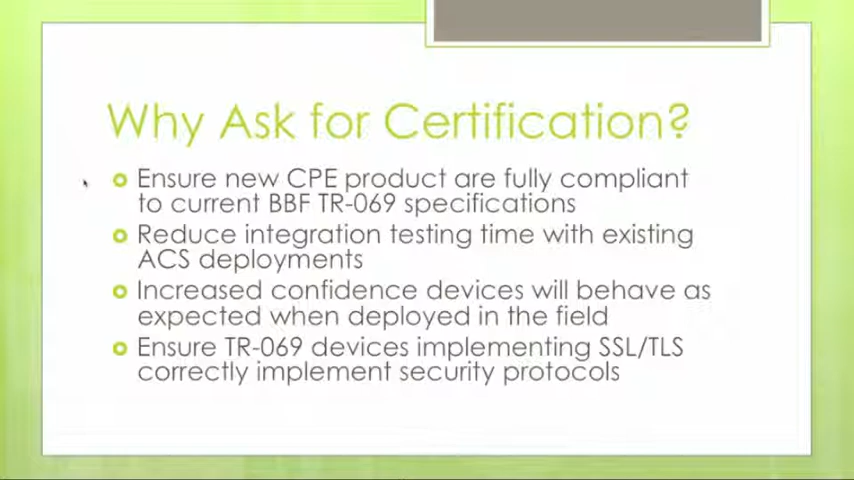 Why Ask for Certification?
Ensure new CPE product are fully compliant
to current BBF TR-069 specifications
Reduce integration testing time with existing
ACS deployments
Increased confidence devices will behave as
expected when deployed in the field
Ensure TR-069 devices implementing SSL/TLS
correctly implement security protocols